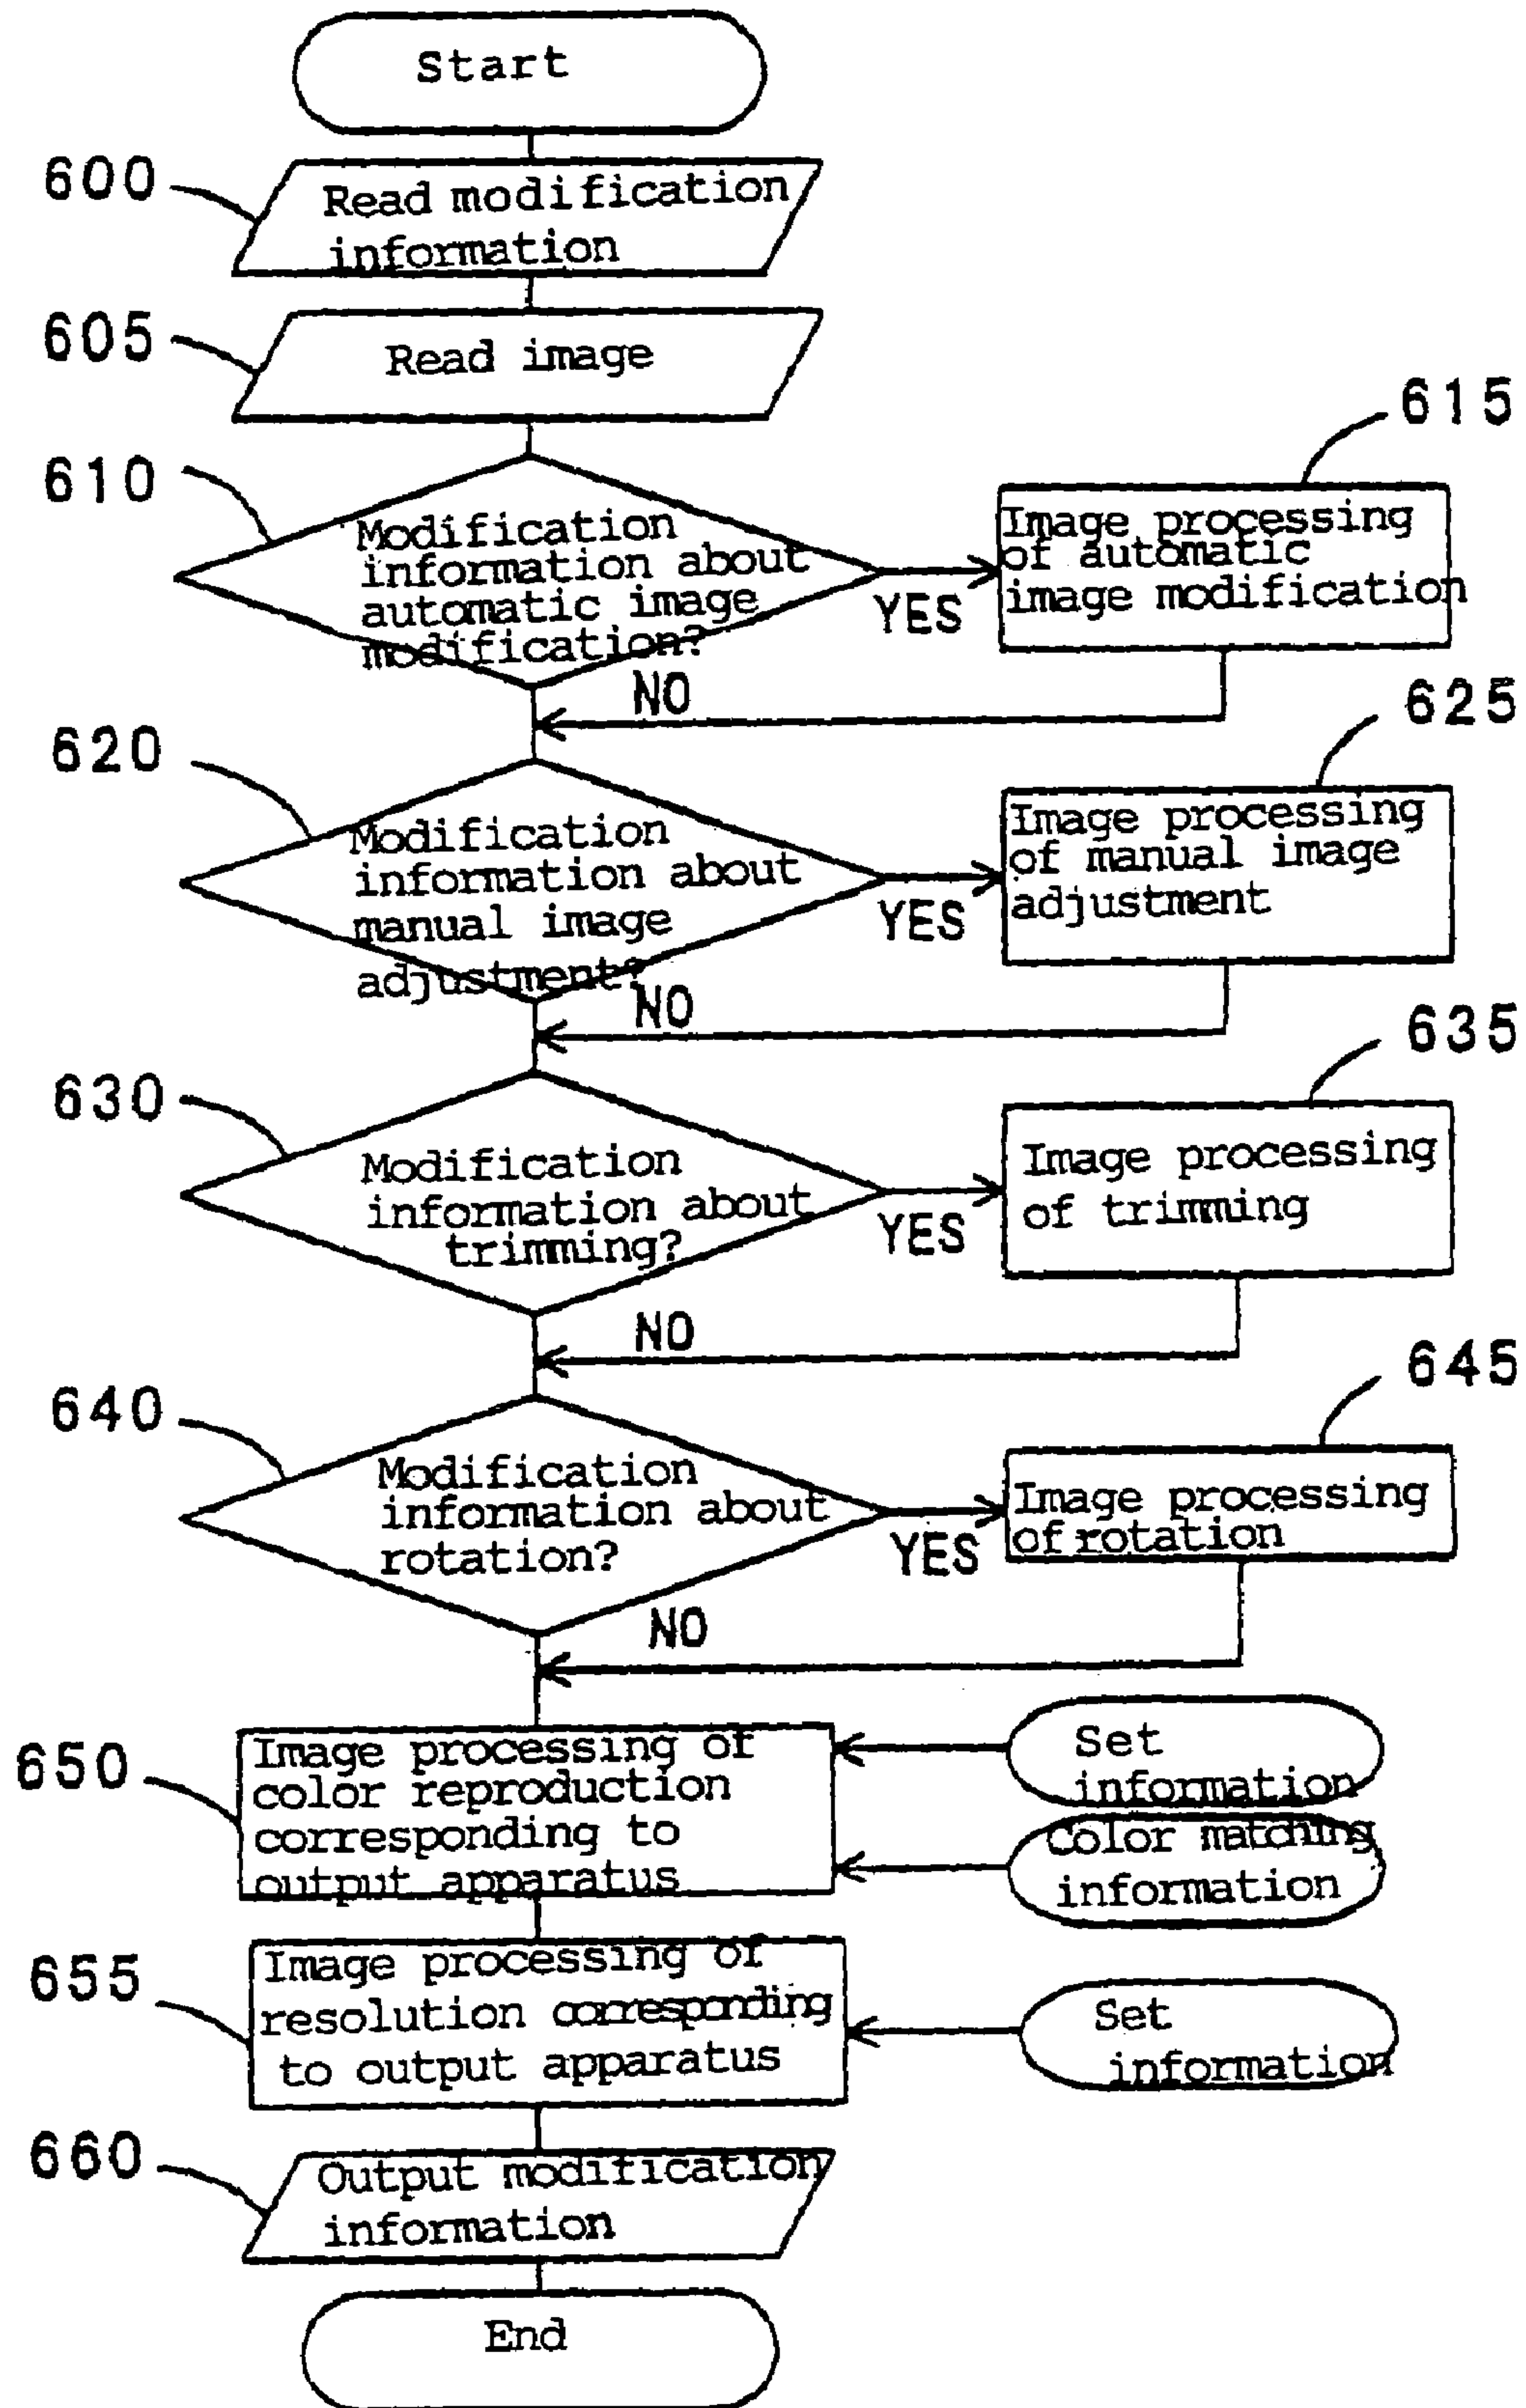 Start
600
Read modification
information
605
Read image
610
Modification
information about
automatic image
modification?
YES
NO
615
Image processing
of automatic
image modification
620
Modification
information about
manual image
adjustment?
YES
NO
625
Image processing
of manual image
adjustment
630
Modification
information about
trimming?
YES
NO
635
Image processing
of trimming
640
Modification
information about
rotation?
YES
NO
645
Image processing
of rotation
650
Image processing of
color reproduction
corresponding to
output apparatus
Set
information
Color matching
information
655
Image processing of
resolution corresponding
to output apparatus
Set
information
660
Output modification
information
End